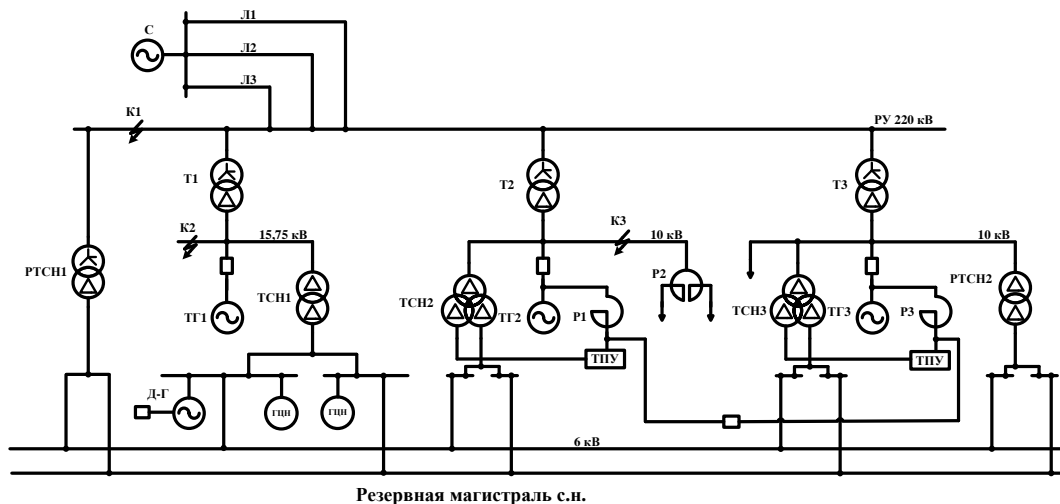 Л1
С
Л2
Л3
К1
РУ 220 кВ
Т1
Т2
Т3
К2
15,75 кВ
К3
10 кВ
10 кВ
РТСН1
ТСН1
Р2
РТСН2
ТСН2
ТГ1
ТГ2
Р1
ТСН3
ТГ3
Р3
ТПУ
ТПУ
Д-Г
ГЦН
ГЦН
6 кВ
Резервная магистраль с.н.